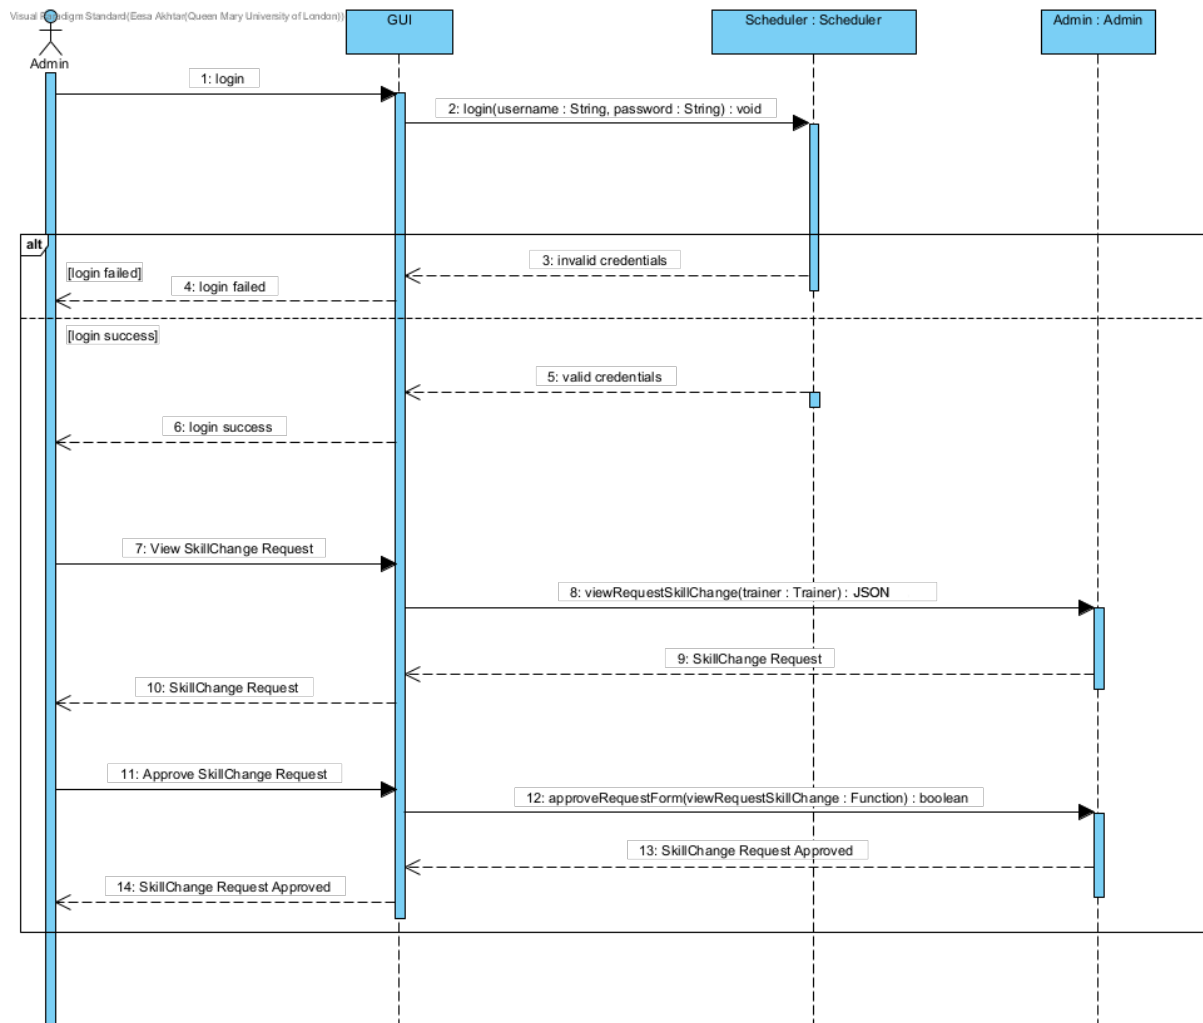 Visual Paradigm Standard(Eesa Akhtar(Queen Mary University of London))
GUI
Scheduler : Scheduler
Admin : Admin
Admin
1: login
2: login(username : String, password : String) : void
alt
3: invalid credentials
[login failed]
4: login failed
[login success]
5: valid credentials
6: login success
7: View SkillChange Request
8: viewRequestSkillChange(trainer : Trainer) : JSON
9: SkillChange Request
10: SkillChange Request
11: Approve SkillChange Request
12: approveRequestForm(viewRequestSkillChange : Function) : boolean
13: SkillChange Request Approved
14: SkillChange Request Approved